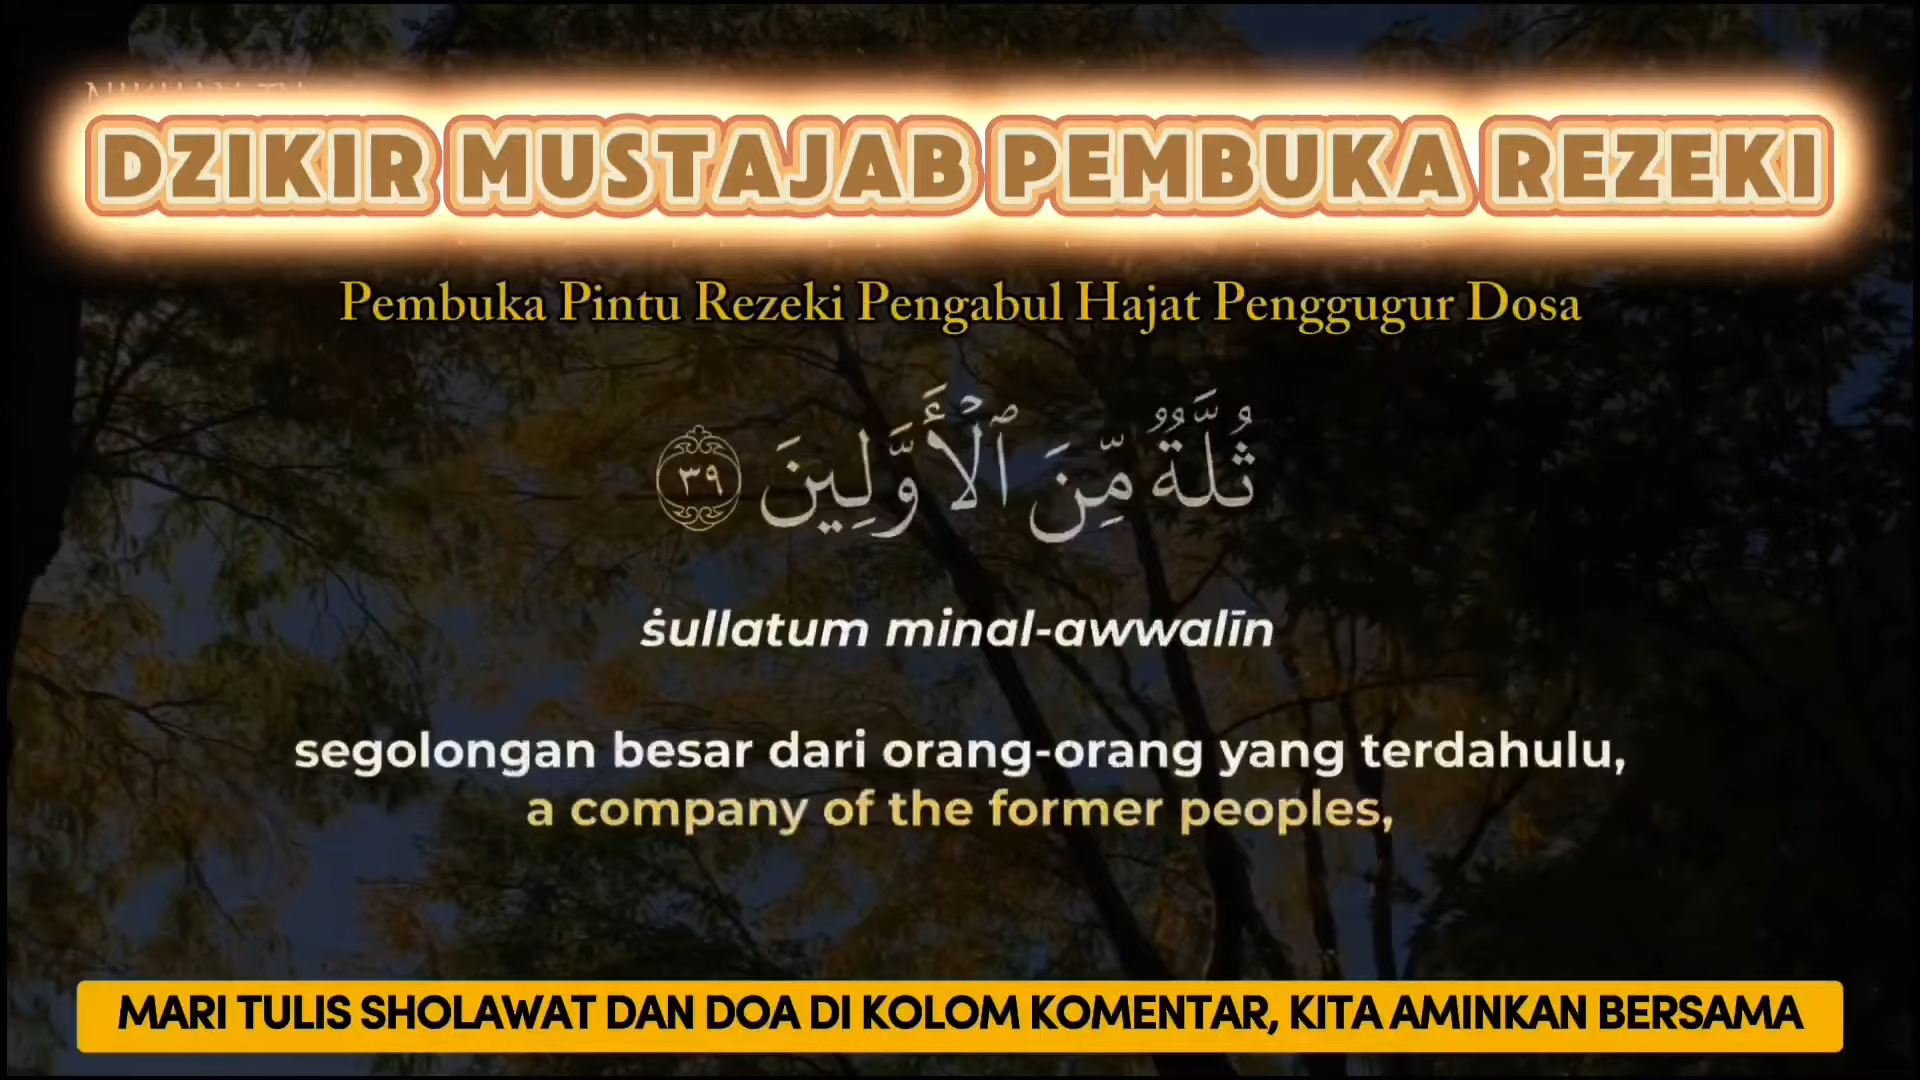 DZIKIR MUSTAJAB PEMBUKA REZEKI
Pembuka Pintu Rezeki Pengabul Hajat Penggugur Dosa
ثُلَّةٌ مِّنَ ٱلْأَوَّلِينَ ٣٩
ṡullatum minal-awwalīn
segolongan besar dari orang-orang yang terdahulu,
a company of the former peoples,
MARI TULIS SHOLAWAT DAN DOA DI KOLOM KOMENTAR, KITA AMINKAN BERSAMA